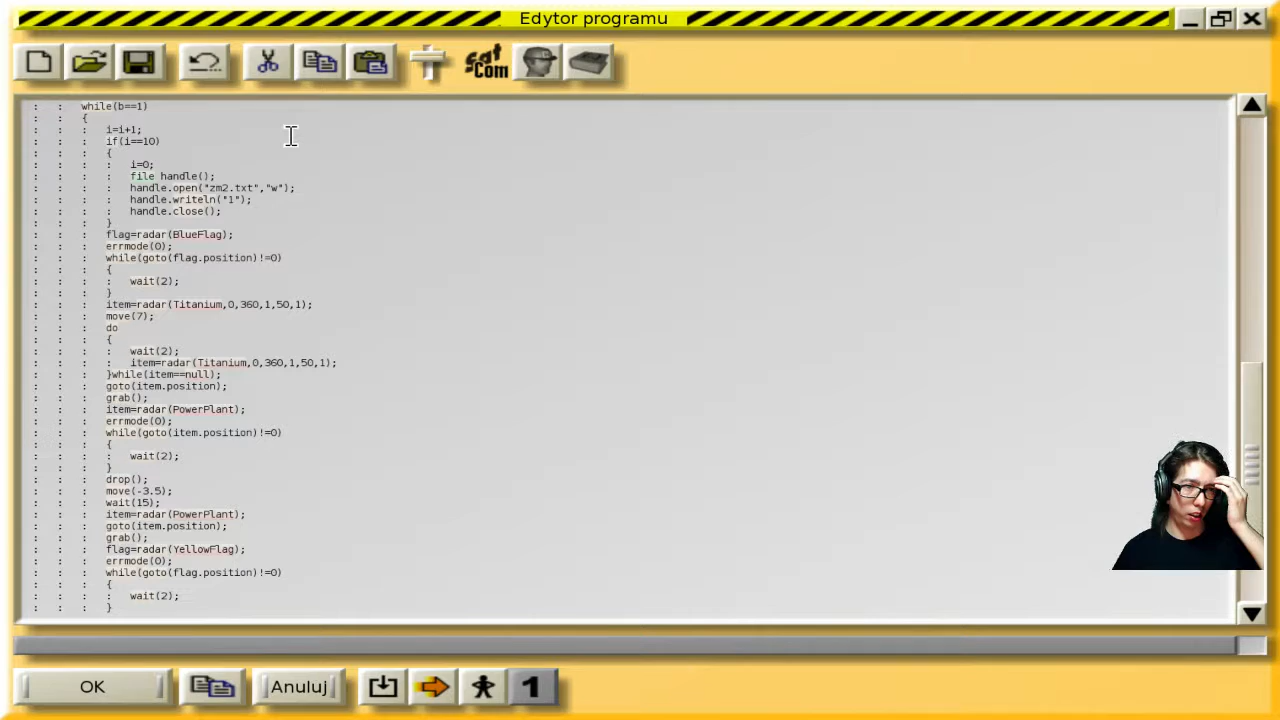 Edytor programu
sat
Com
: : while(b==1)
: : {
: : : i=i+1;
: : : if(i==10)
: : : {
: : : : i=0;
: : : : file handle();
: : : : handle.open("zm2.txt","w");
: : : : handle.writeln("1");
: : : : handle.close();
: : : }
: : : flag=radar(BlueFlag);
: : : errmode(0);
: : : while(goto(flag.position)!=0)
: : : {
: : : : wait(2);
: : : }
: : : item=radar(Titanium,0,360,1,50,1);
: : : move(7);
: : : do
: : : {
: : : : wait(2);
: : : : item=radar(Titanium,0,360,1,50,1);
: : : }while(item==null);
: : : goto(item.position);
: : : grab();
: : : item=radar(PowerPlant);
: : : errmode(0);
: : : while(goto(item.position)!=0)
: : : {
: : : : wait(2);
: : : }
: : : drop();
: : : move(-3.5);
: : : wait(15);
: : : item=radar(PowerPlant);
: : : goto(item.position);
: : : grab();
: : : flag=radar(YellowFlag);
: : : errmode(0);
: : : while(goto(flag.position)!=0)
: : : {
: : : : wait(2);
: : : }
OK
Anuluj
1